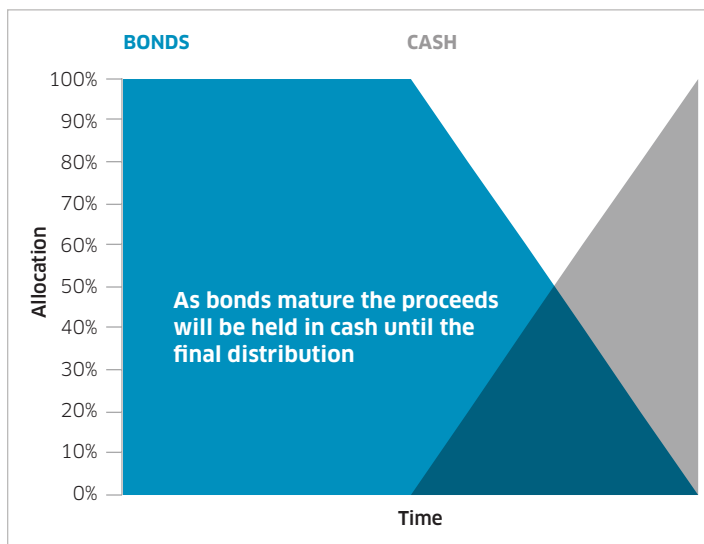 BONDS CASH
100%
90%
80%
70%
60%
50%
40%
30%
20%
10%
0%
Allocation
As bonds mature the proceeds
will be held in cash until the
final distribution
Time